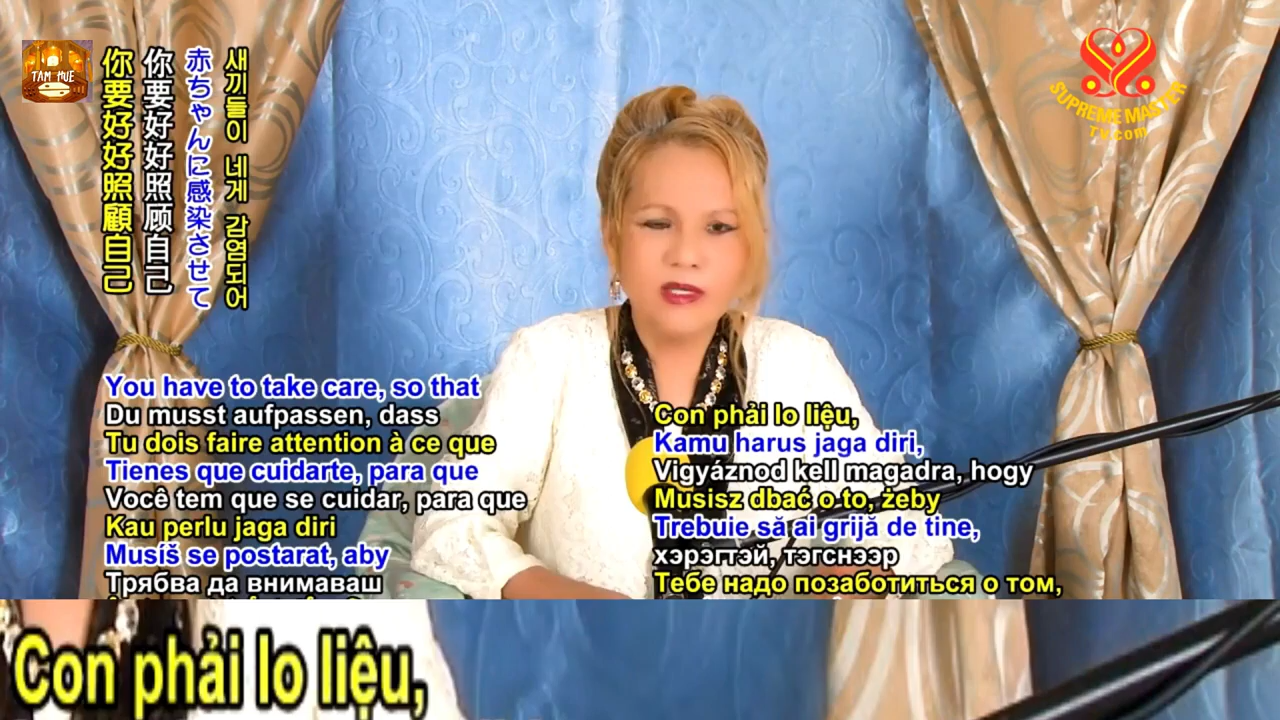 TAM HUE
你要好好照顧自己
你要好好照顾自己
赤ちゃんに感染させて
새끼들이 네게 감염되어
SUPREME MASTER
TV.com
You have to take care, so that
Du musst aufpassen, dass
Tu dois faire attention à ce que
Tienes que cuidarte, para que
Você tem que se cuidar, para que
Kau perlu jaga diri
Musíš se postarat, aby
Трябва да внимаваш
Con phải lo liệu,
Kamu harus jaga diri,
Vigyáznod kell magadra, hogy
Musisz dbać o to, żeby
Trebuie să ai grijă de tine,
хэрэгтэй, тэгснээр
Тебе надо позаботиться о том,
Con phải lo liệu,